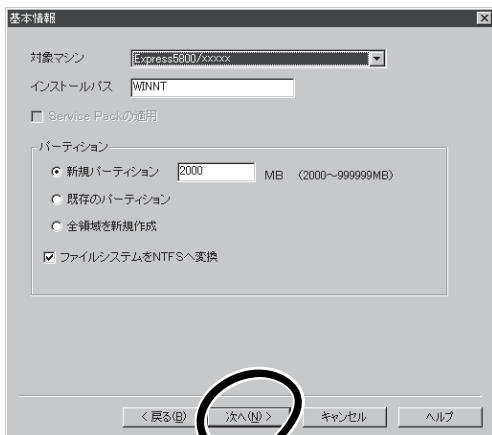 基本情報
対象マシン Express5800/xxxxx
インストールパス WINNT
Service Packの適用
パーティション
新規パーティション 2000 MB (2000～999999MB)
既存のパーティション
全領域を新規作成
ファイルシステムをNTFSへ変換
< 戻る(B) 次へ(N) > キャンセル ヘルプ